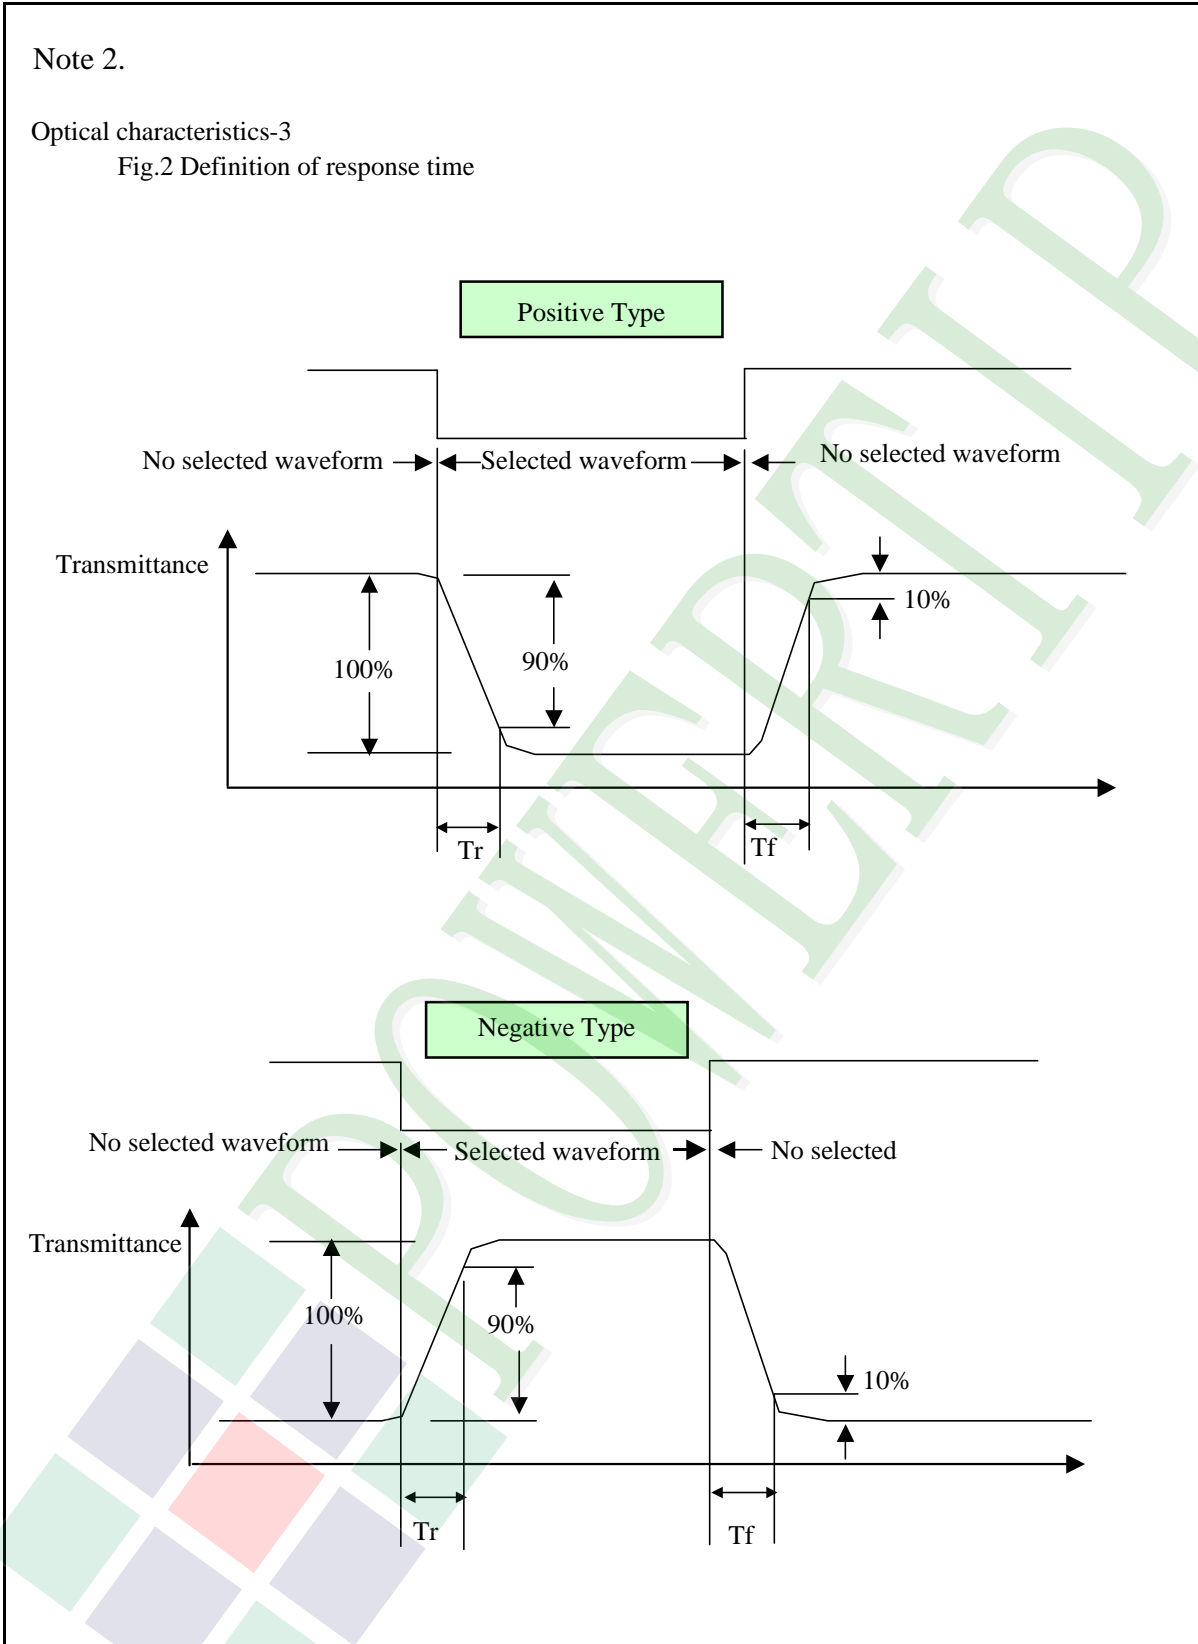 Note 2.
Optical characteristics-3
Fig.2 Definition of response time
Positive Type
No selected waveform
Selected waveform
No selected waveform
Transmittance
10%
100%
90%
Tr
Tf
Negative Type
No selected waveform
Selected waveform
No selected
Transmittance
100%
90%
10%
Tr
Tf
POWERTIP